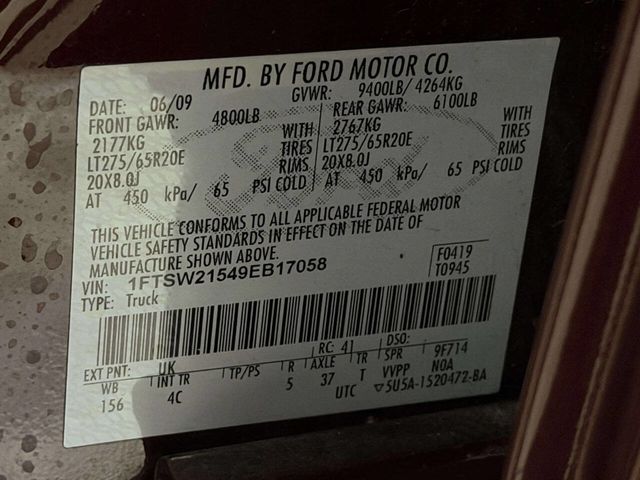 MFD. BY FORD MOTOR CO.
DATE: 06/09 GVWR: 9400LB/ 4264KG
FRONT GAWR: 4800LB REAR GAWR: 6100LB
2177KG WITH 2767KG WITH
LT275/65R20E TIRES LT275/65R20E TIRES
20X8.0J RIMS 20X8.0J RIMS
AT 450 kPa/ 65 PSI COLD AT 450 kPa/ 65 PSI COLD
THIS VEHICLE CONFORMS TO ALL APPLICABLE FEDERAL MOTOR
VEHICLE SAFETY STANDARDS IN EFFECT ON THE DATE OF
MANUFACTURE SHOWN ABOVE.
F0419
VIN: 1FTSW21549EB17058 T0945
TYPE: Truck
EXT PNT: UK RC: 41 DSO:
WB INT TR TP/PS R AXLE TR SPR 9F714
156 4C 5 37 T VVPP NOA
UTC ▽5U5A-1520472-BA